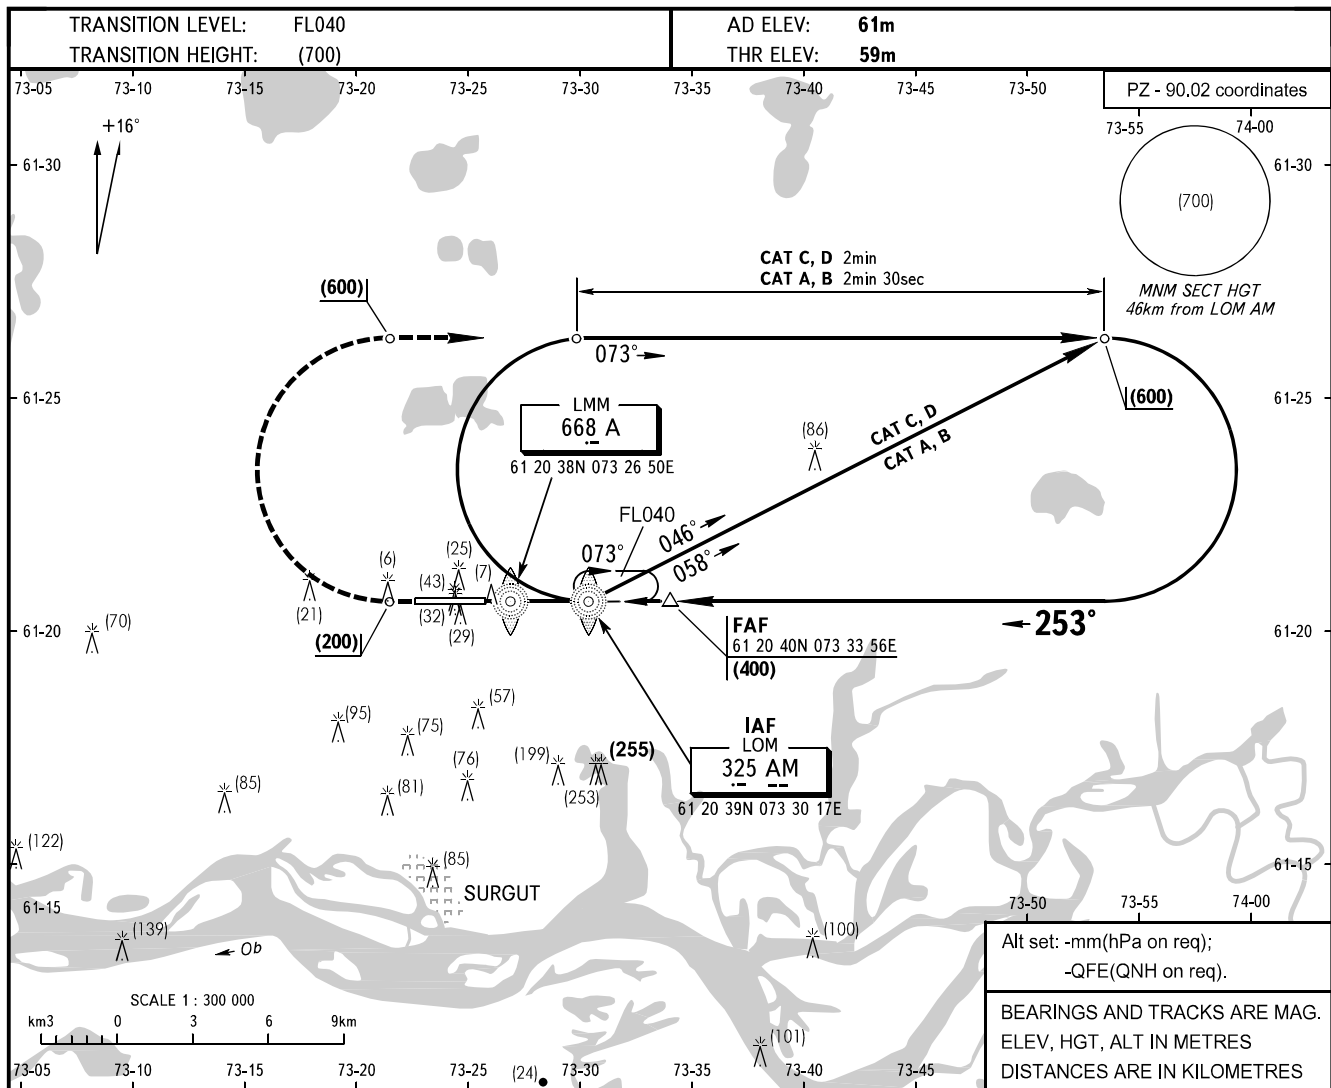 TRANSITION LEVEL: FL040
TRANSITION HEIGHT: (700)
AD ELEV: 61m
THR ELEV: 59m
73-05 73-10 73-15 73-20 73-25 73-30 73-35 73-40 73-45 73-50
PZ - 90.02 coordinates
73-55 74-00
+16°
61-30
61-30
(700)
MNM SECT HGT
46km from LOM AM
CAT C, D 2min
CAT A, B 2min 30sec
(600)
073°
(600)
61-25
61-25
LMM
668 A
61 20 38N 073 26 50E
(86)
CAT C, D
CAT A, B
FL040
046°
058°
073°
(6)
(25)
(43)
(7)
(21)
(32)
(29)
(70)
(200)
253°
FAF
61 20 40N 073 33 56E
(400)
61-20
61-20
(95)
(75)
(57)
(76)
(199)
(255)
(253)
(85)
(81)
IAF
LOM
325 AM
61 20 39N 073 30 17E
(122)
(85)
SURGUT
61-15
61-15
73-50 73-55 74-00
(139)
Ob
(100)
SCALE 1 : 300 000
km3 0 3 6 9km
(101)
(24)
73-05 73-10 73-15 73-20 73-25 73-30 73-35 73-40 73-45
Alt set: -mm(hPa on req);
-QFE(QNH on req).
BEARINGS AND TRACKS ARE MAG.
ELEV, HGT, ALT IN METRES
DISTANCES ARE IN KILOMETRES